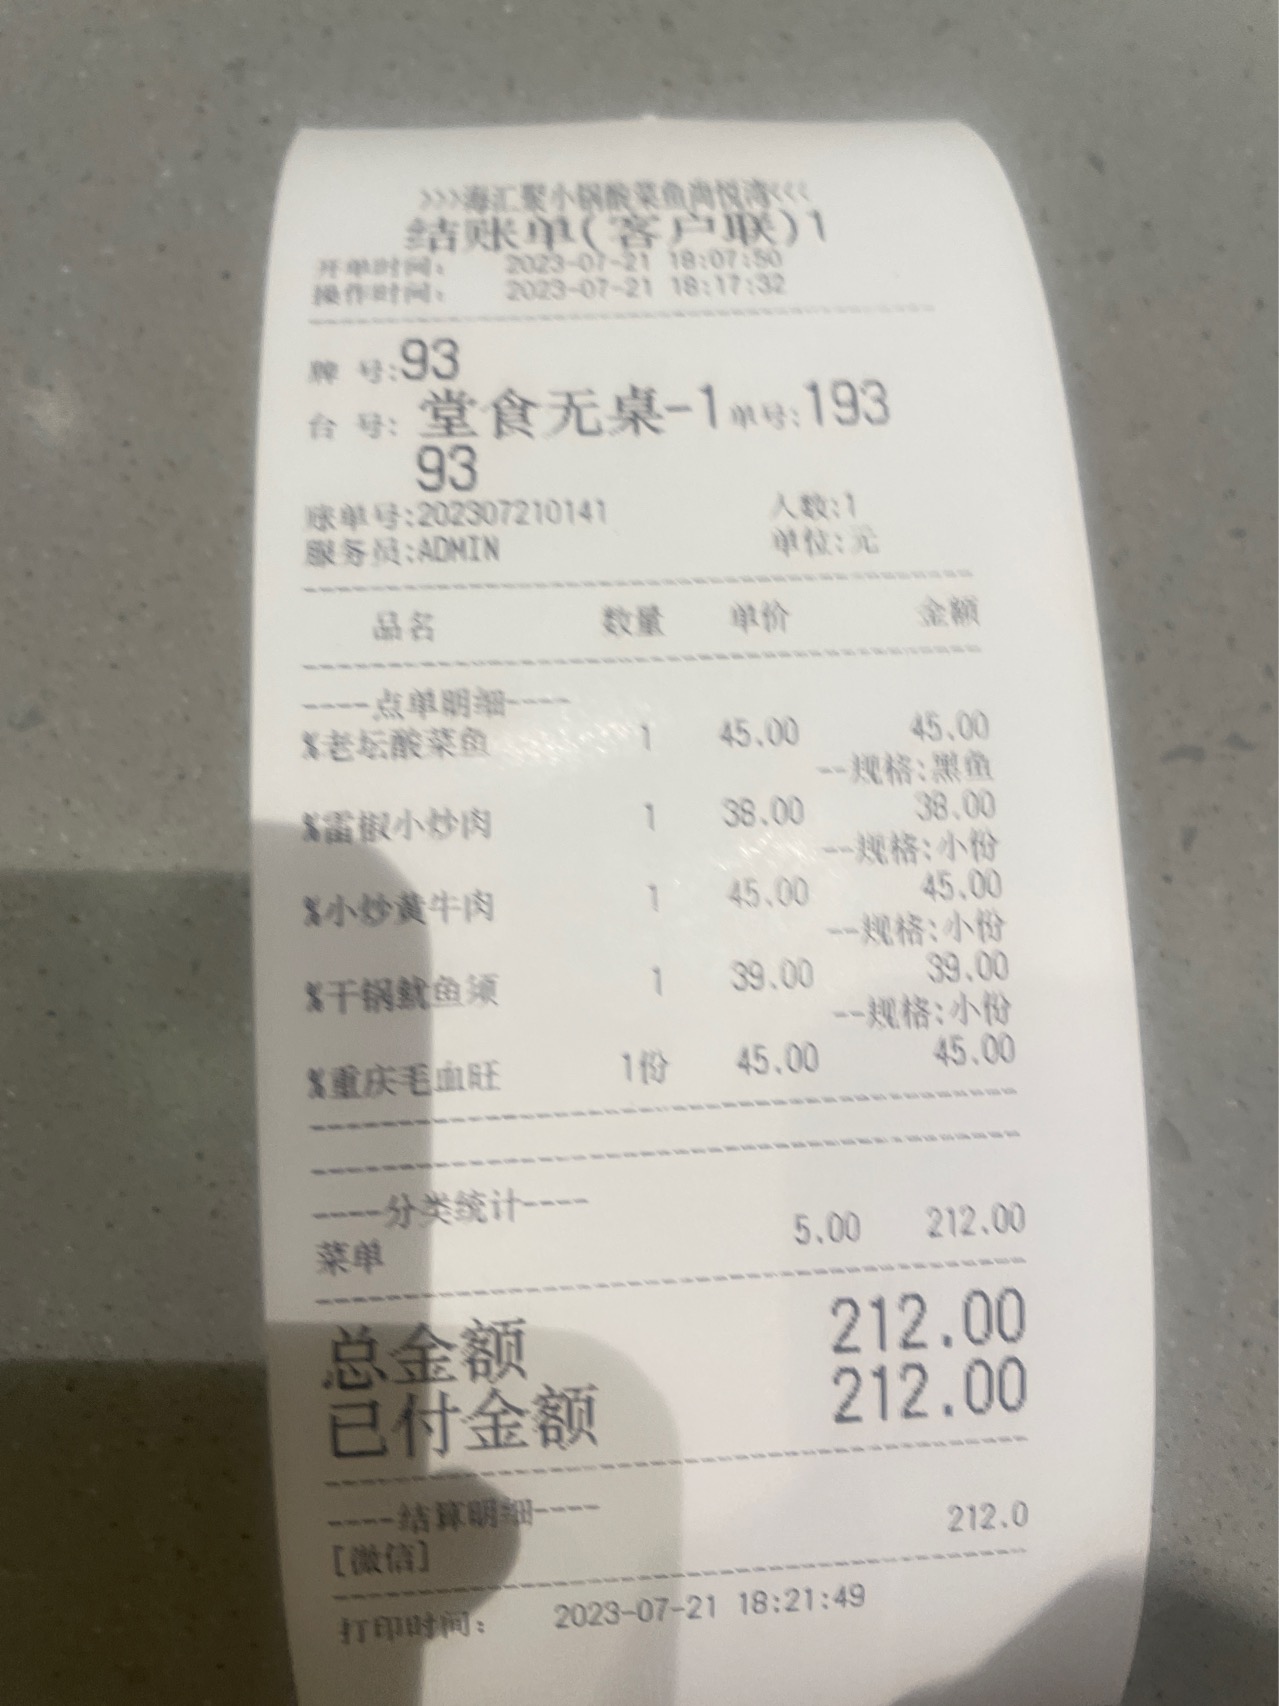 >>>海汇聚小锅酸菜鱼尚悦湾<<<
结账单(客户联)1
开单时间: 2023-07-21 18:07:50
操作时间: 2023-07-21 18:17:32
牌 号:93
台 号: 堂食无桌-1 单号:193
93
账单号:202307210141 人数:1
服务员:ADMIN 单位:元
品名 数量 单价 金额
----点单明细----
%老坛酸菜鱼 1 45.00 45.00
--规格:黑鱼
%雷椒小炒肉 1 38.00 38.00
--规格:小份
%小炒黄牛肉 1 45.00 45.00
--规格:小份
%干锅鱿鱼须 1 39.00 39.00
--规格:小份
%重庆毛血旺 1份 45.00 45.00
----分类统计----
菜单 5.00 212.00
总金额 212.00
已付金额 212.00
----结算明细----
[微信] 212.0
打印时间: 2023-07-21 18:21:49